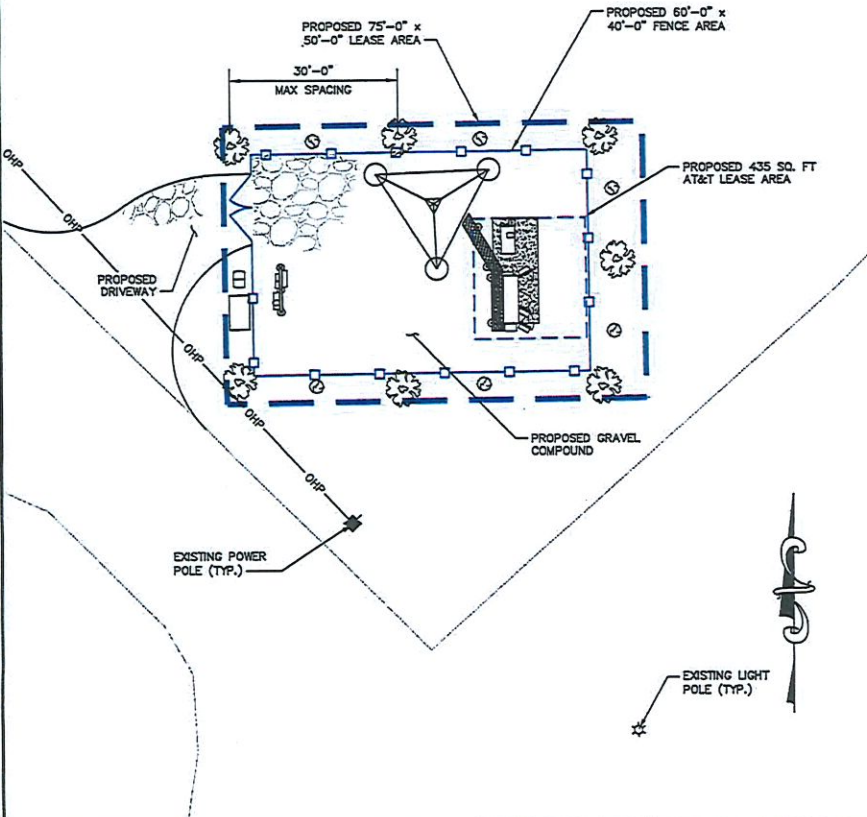 PROPOSED 75'-0" x
50'-0" LEASE AREA
PROPOSED 60'-0" x
40'-0" FENCE AREA
30'-0"
MAX SPACING
PROPOSED 435 SQ. FT
AT&T LEASE AREA
OHP
OHP
PROPOSED
DRIVEWAY
OHP
OHP
OHP
OHP
PROPOSED GRAVEL
COMPOUND
EXISTING POWER
POLE (TYP.)
EXISTING LIGHT
POLE (TYP.)